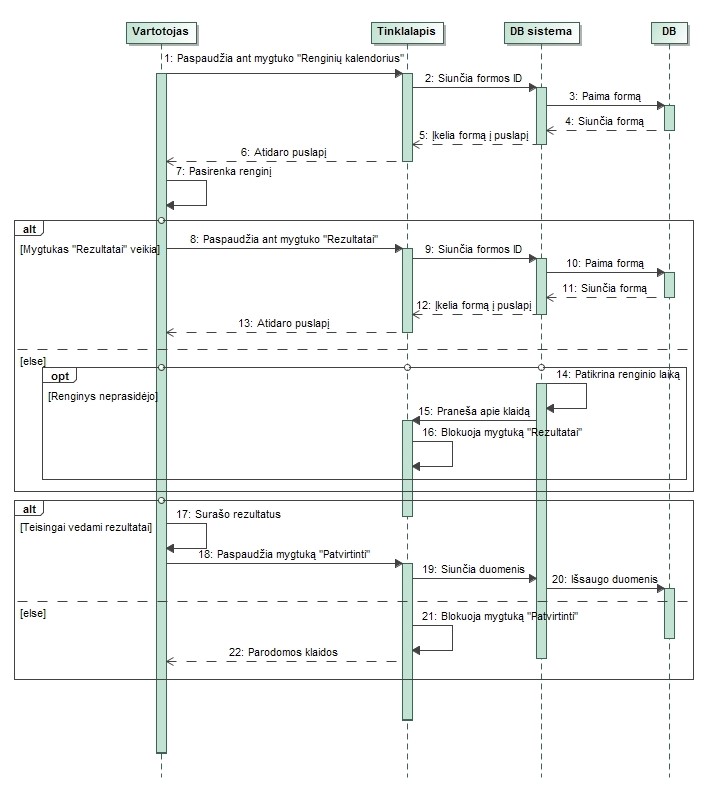 Vartotojas
Tinklalapis
DB sistema
DB
1: Paspaudžia ant mygtuko "Renginių kalendorius"
2: Siunčia formos ID
3: Paima formą
4: Siunčia formą
5: Įkelia formą į puslapį
6: Atidaro puslapį
7: Pasirenka renginį
alt
[Mygtukas "Rezultatai" veikia]
8: Paspaudžia ant mygtuko "Rezultatai"
9: Siunčia formos ID
10: Paima formą
11: Siunčia formą
12: Įkelia formą į puslapį
13: Atidaro puslapį
[else]
opt
[Renginys neprasidėjo]
14: Patikrina renginio laiką
15: Praneša apie klaidą
16: Blokuoja mygtuką "Rezultatai"
alt
[Teisingai vedami rezultatai]
17: Surašo rezultatus
18: Paspaudžia mygtuką "Patvirtinti"
19: Siunčia duomenis
20: Išsaugo duomenis
[else]
21: Blokuoja mygtuką "Patvirtinti"
22: Parodomos klaidos